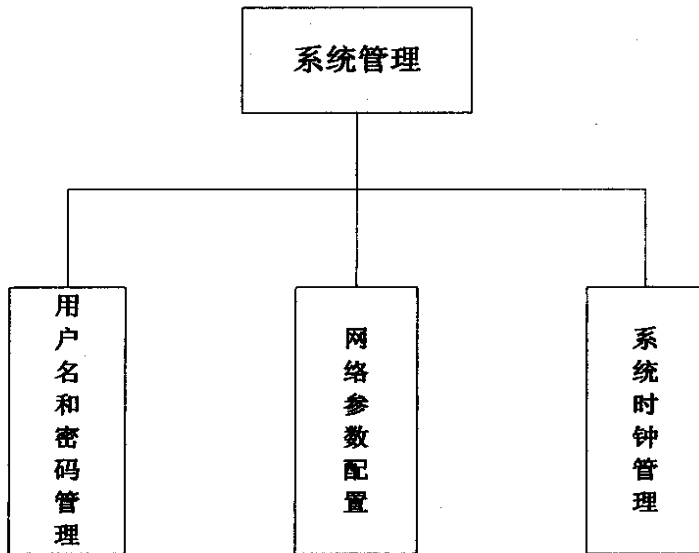 系统管理
用户名和密码管理
网络参数配置
系统时钟管理